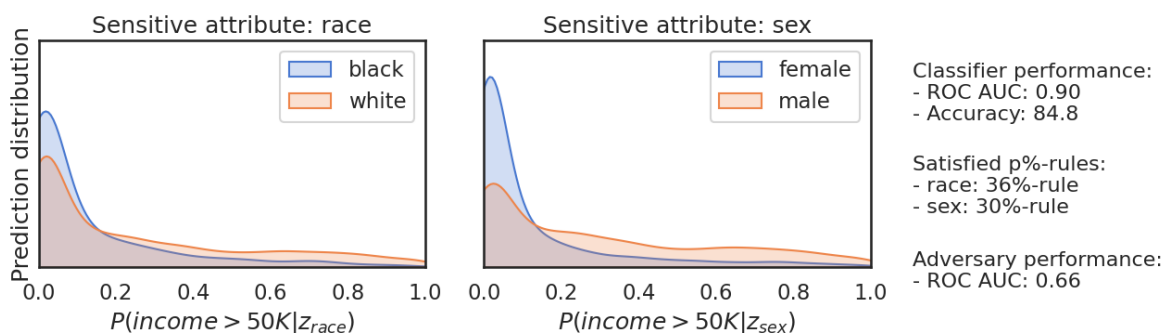 Sensitive attribute: race
Prediction distribution
black
white
0.0 0.2 0.4 0.6 0.8 1.0
P(income > 50K|z_race)
Sensitive attribute: sex
female
male
0.0 0.2 0.4 0.6 0.8 1.0
P(income > 50K|z_sex)
Classifier performance:
- ROC AUC: 0.90
- Accuracy: 84.8
Satisfied p%-rules:
- race: 36%-rule
- sex: 30%-rule
Adversary performance:
- ROC AUC: 0.66